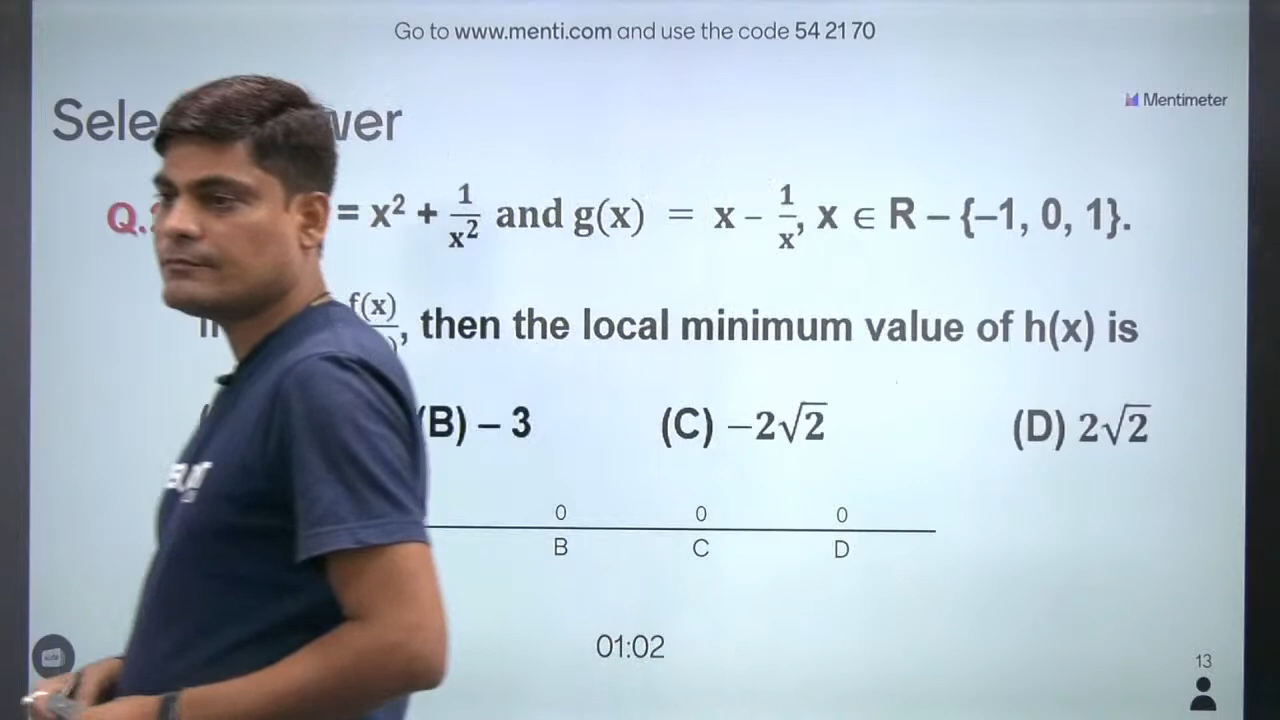 Go to www.menti.com and use the code 54 21 70
Mentimeter
Q.
= x² + 1/x² and g(x) = x – 1/x, x ∈ R – {–1, 0, 1}.
f(x)
, then the local minimum value of h(x) is
(B) – 3 (C) –2√2 (D) 2√2
0 0 0
B C D
01:02
13